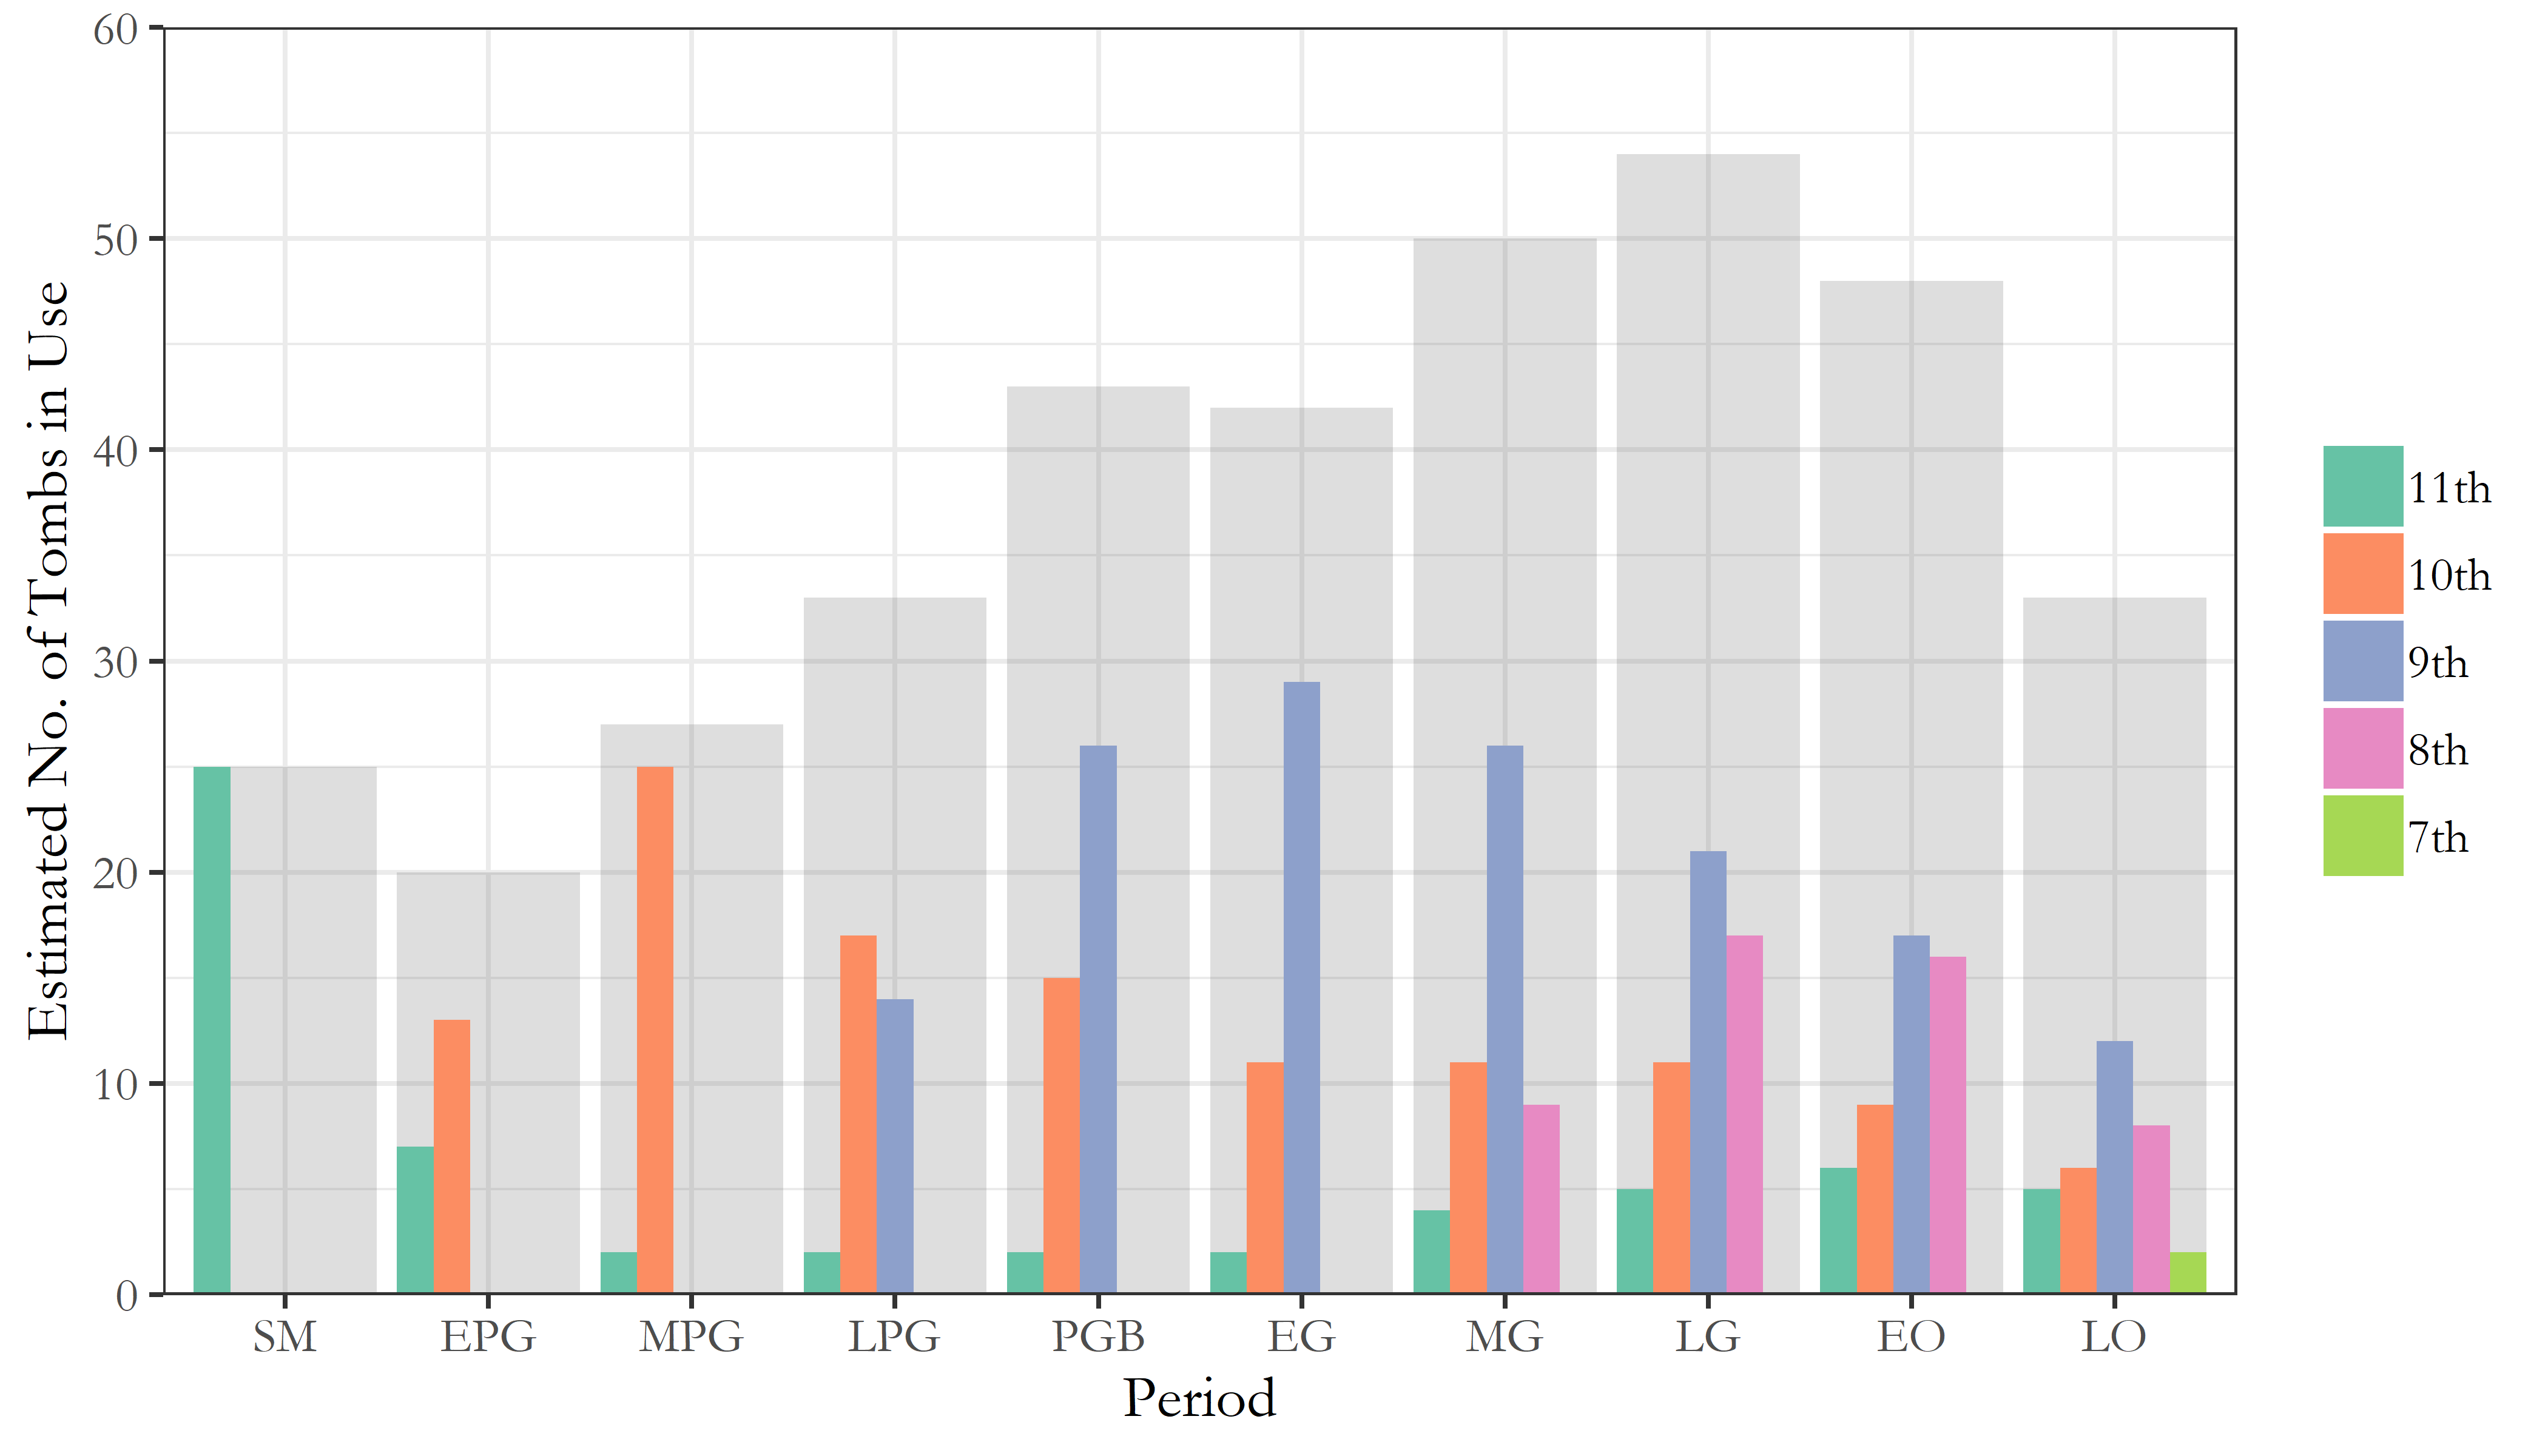 60
50
40
30
20
10
0
Estimated No. of Tombs in Use
SM EPG MPG LPG PGB EG MG LG EO LO
Period
11th
10th
9th
8th
7th